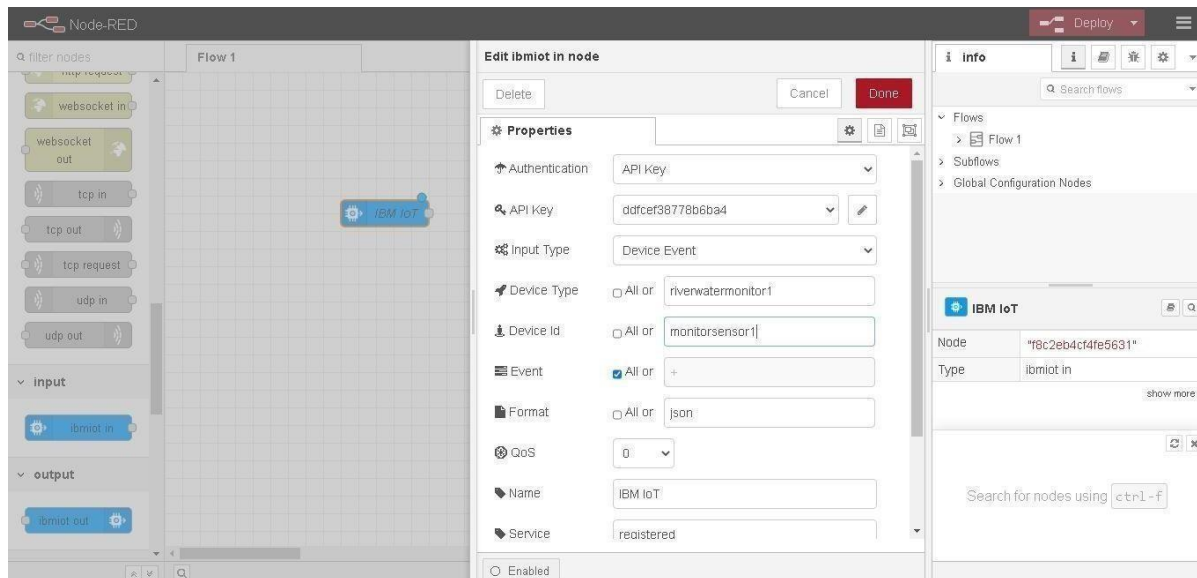 Node-RED
Deploy
filter nodes
http request
websocket in
websocket out
tcp in
tcp out
tcp request
udp in
udp out
input
ibmiot in
output
ibmiot out
Flow 1
IBM IoT
Edit ibmiot in node
Delete
Cancel
Done
Properties
Authentication
API Key
API Key
ddfcef38778b6ba4
Input Type
Device Event
Device Type
All or
riverwatermonitor1
Device Id
All or
monitorsensor1
Event
All or
+
Format
All or
json
QoS
0
Name
IBM IoT
Service
registered
Enabled
i info
i
Search flows
Flows
Flow 1
Subflows
Global Configuration Nodes
IBM IoT
Node
"f8c2eb4cf4fe5631"
Type
ibmiot in
show more
Search for nodes using ctrl-f